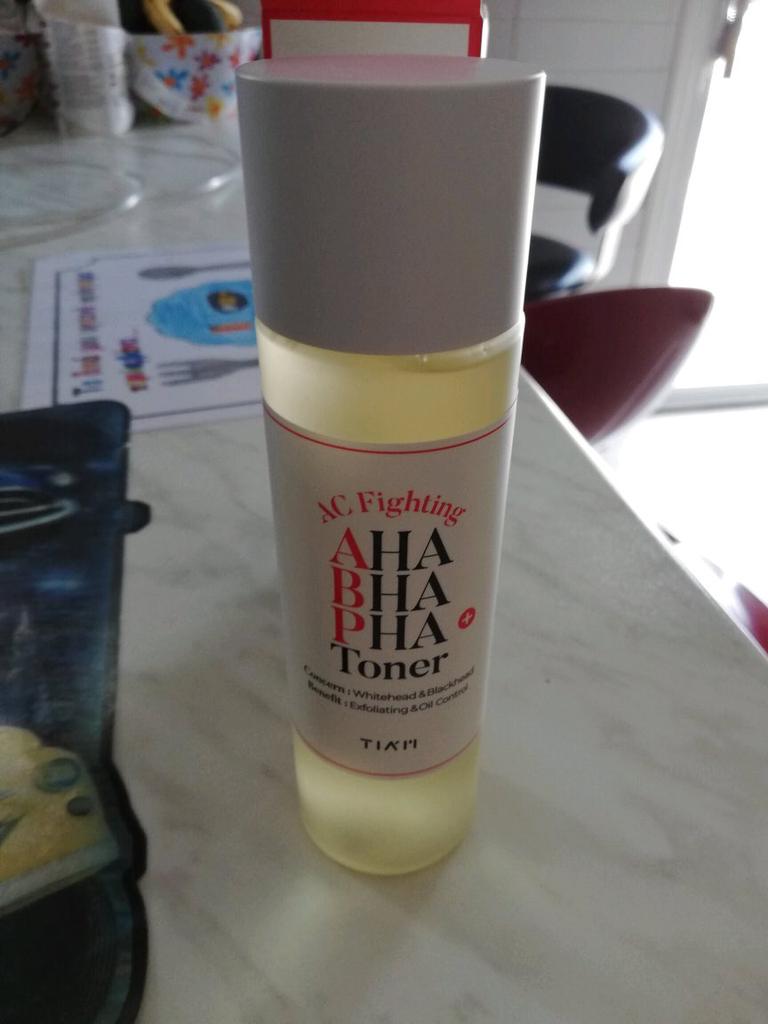 AC Fighting
AHA
BHA
PHA +
Toner
Concern : Whitehead & Blackhead
Benefit : Exfoliating & Oil Control
TIA'M